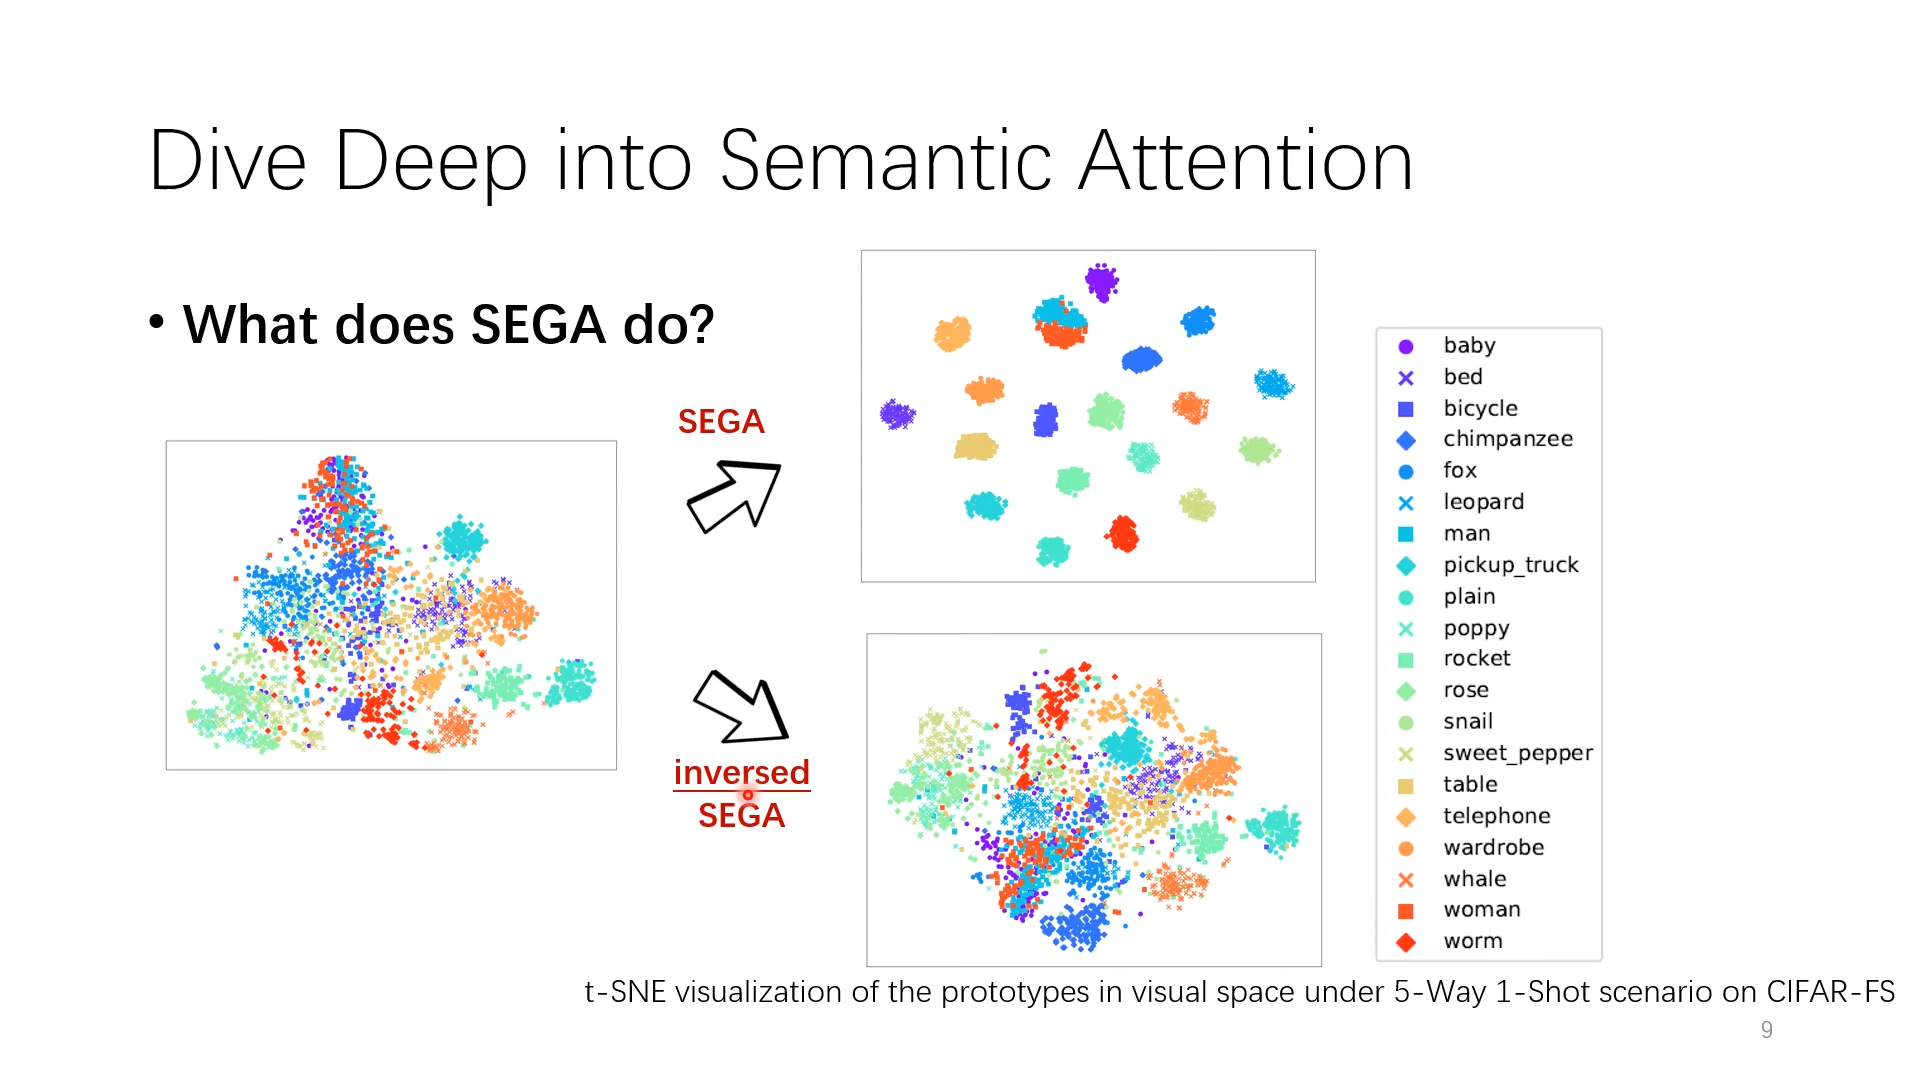 Dive Deep into Semantic Attention
• What does SEGA do?
SEGA
inversed
SEGA
baby
bed
bicycle
chimpanzee
fox
leopard
man
pickup_truck
plain
poppy
rocket
rose
snail
sweet_pepper
table
telephone
wardrobe
whale
woman
worm
t-SNE visualization of the prototypes in visual space under 5-Way 1-Shot scenario on CIFAR-FS
9